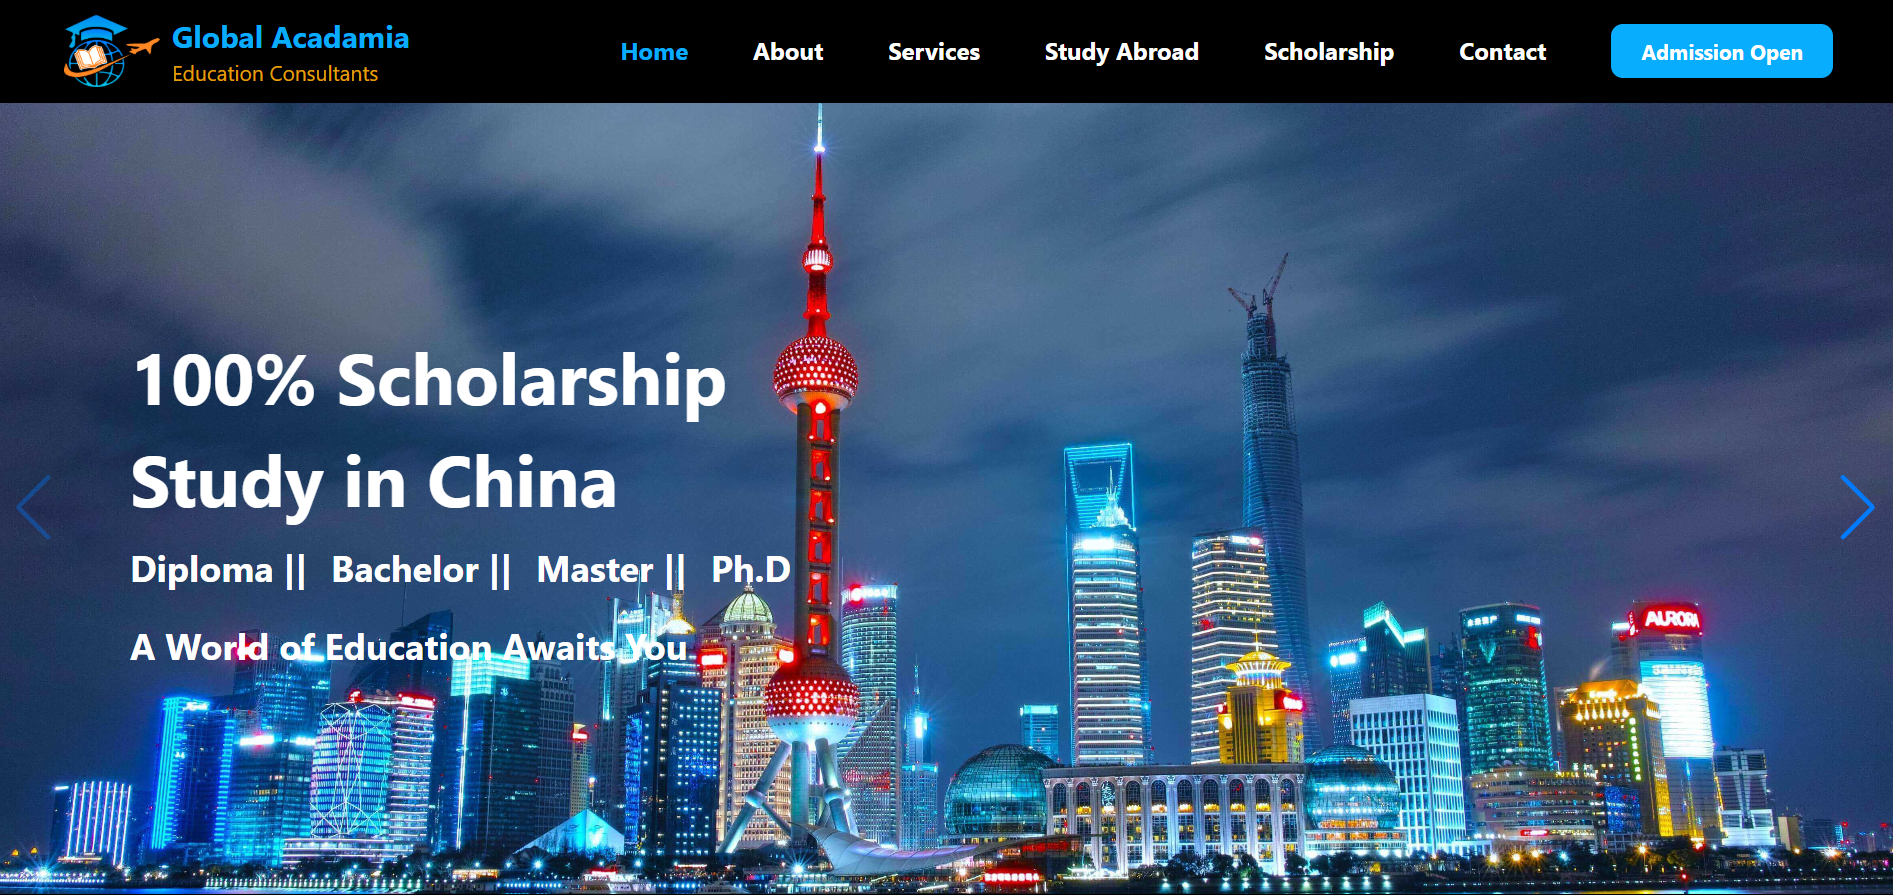 Global Acadamia
Education Consultants
Home About Services Study Abroad Scholarship Contact Admission Open
100% Scholarship
Study in China
Diploma || Bachelor || Master || Ph.D
A World of Education Awaits You
AURORA